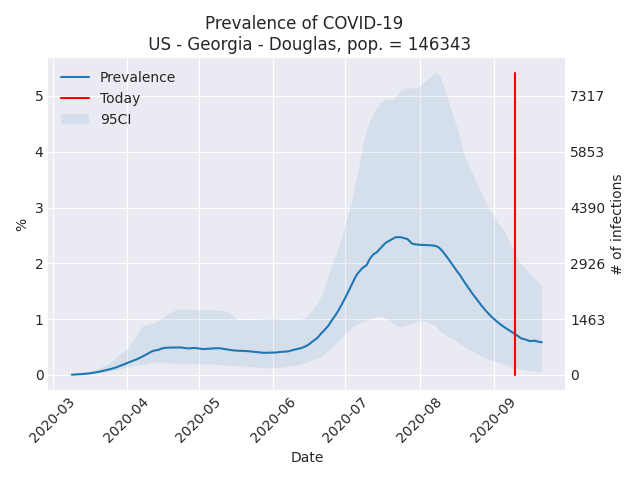 Prevalence of COVID-19
US - Georgia - Douglas, pop. = 146343
Prevalence
Today
95CI
5
4
3
2
1
0
%
7317
5853
4390
2926
1463
0
# of infections
2020-03
2020-04
2020-05
2020-06
2020-07
2020-08
2020-09
Date